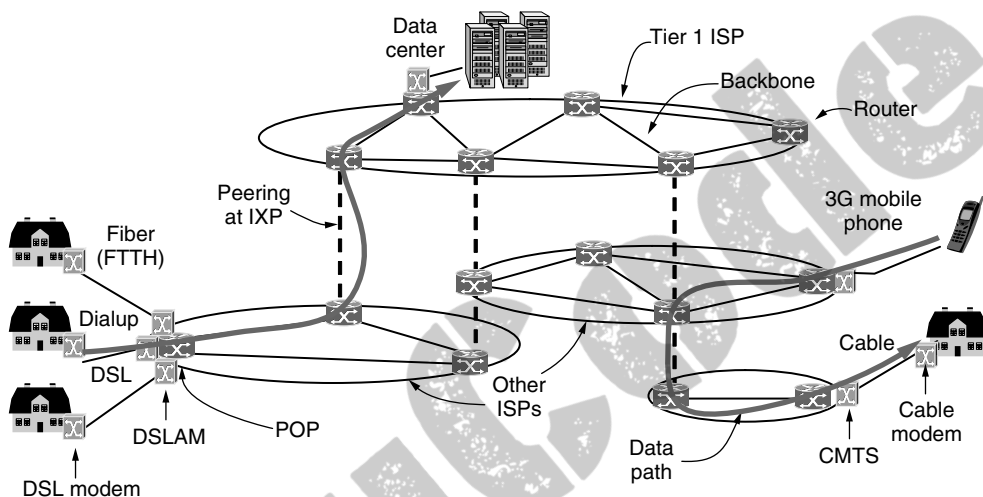 Data
center
Tier 1 ISP
Backbone
Router
Peering
at IXP
3G mobile
phone
Fiber
(FTTH)
Dialup
DSL
Cable
Other
ISPs
DSLAM
POP
Data
path
CMTS
Cable
modem
DSL modem